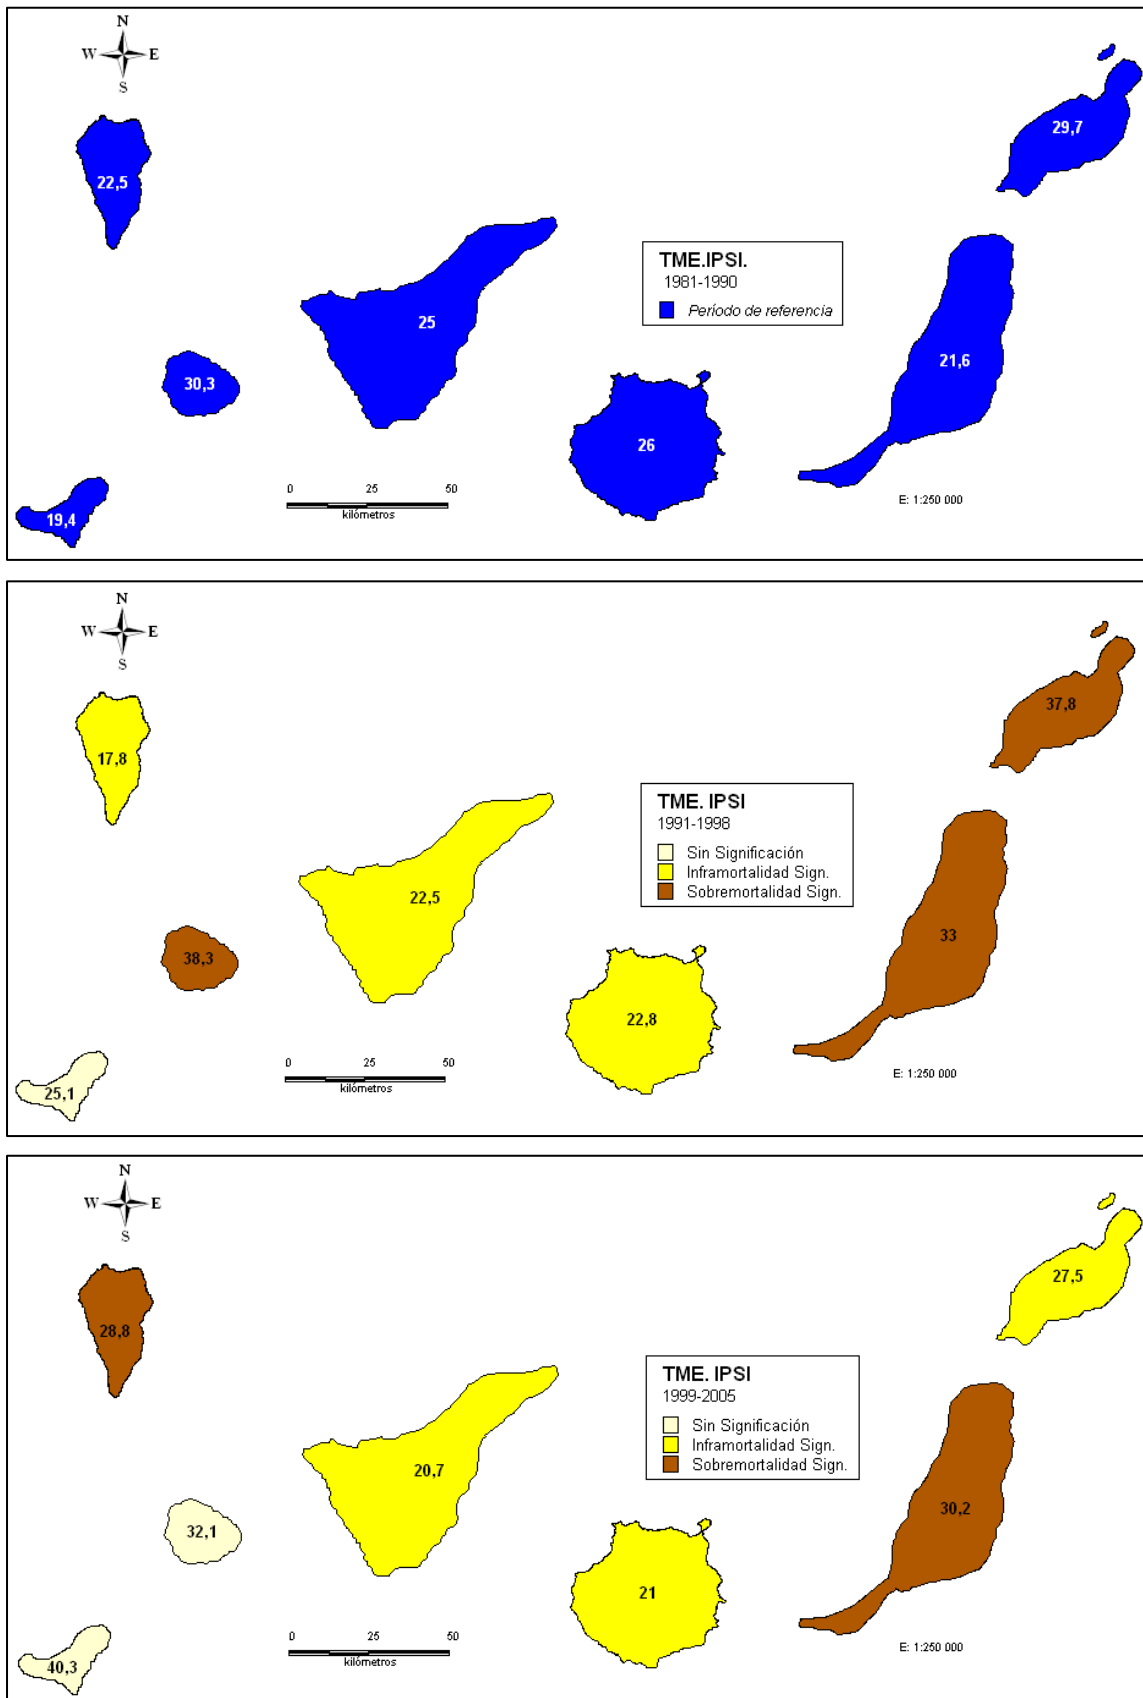 N
W E
S
29,7
22,5
TME.IPSI.
1981-1990
Período de referencia
25
21,6
30,3
26
0 25 50
kilómetros
E: 1:250 000
19,4
N
W E
S
37,8
17,8
TME. IPSI
1991-1998
Sin Significación
Inframortalidad Sign.
Sobremortalidad Sign.
22,5
33
38,3
22,8
0 25 50
kilómetros
E: 1:250 000
25,1
N
W E
S
27,5
28,8
TME. IPSI
1999-2005
Sin Significación
Inframortalidad Sign.
Sobremortalidad Sign.
20,7
30,2
32,1
21
0 25 50
kilómetros
E: 1:250 000
40,3